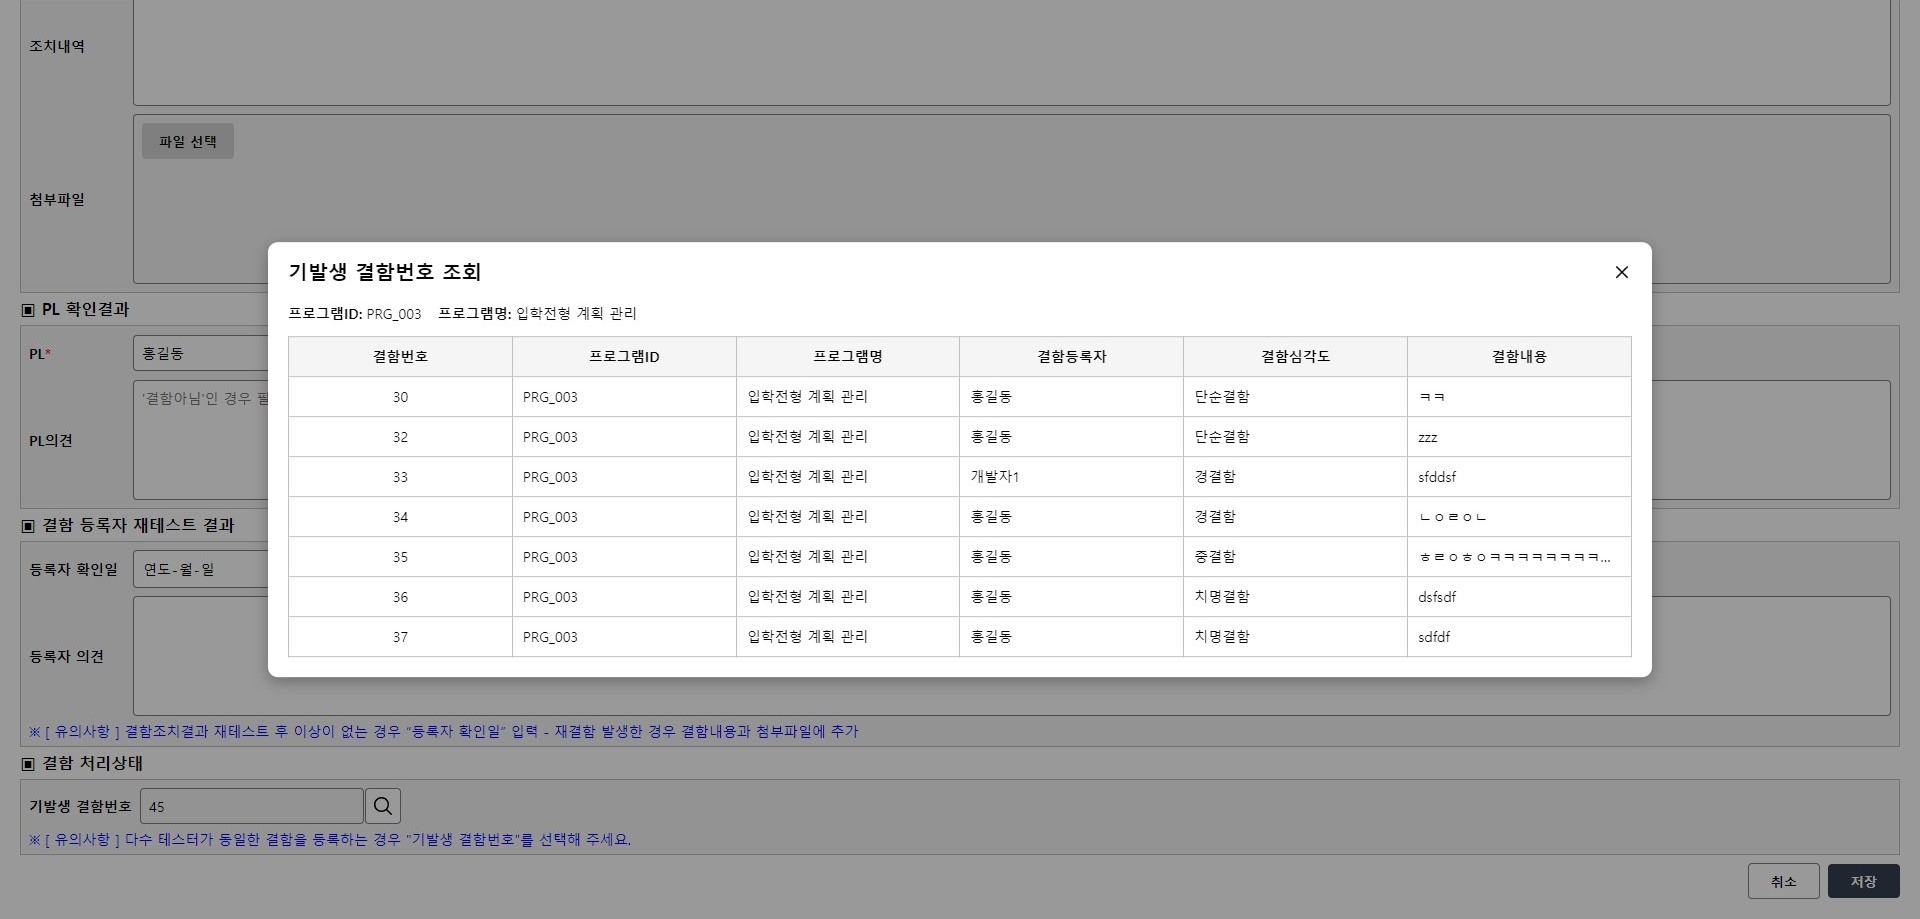 조치내역
파일 선택
첨부파일
기발생 결함번호 조회
프로그램ID: PRG_003 프로그램명: 입학전형 계획 관리
결함번호 프로그램ID 프로그램명 결함등록자 결함심각도 결함내용
30 PRG_003 입학전형 계획 관리 홍길동 단순결함 ㅋㅋ
32 PRG_003 입학전형 계획 관리 홍길동 단순결함 zzz
33 PRG_003 입학전형 계획 관리 개발자1 경결함 sfddsf
34 PRG_003 입학전형 계획 관리 홍길동 경결함 ㄴㅇㄹㅇㄴ
35 PRG_003 입학전형 계획 관리 홍길동 중결함 ㅎㄹㅇㅎㅇㅋㅋㅋㅋㅋㅋㅋㅋ...
36 PRG_003 입학전형 계획 관리 홍길동 치명결함 dsfsdf
37 PRG_003 입학전형 계획 관리 홍길동 치명결함 sdfdf
▣ PL 확인결과
PL* 홍길동
'결함아님'인 경우 필
PL의견
▣ 결함 등록자 재테스트 결과
등록자 확인일 연도-월-일
등록자 의견
※ [ 유의사항 ] 결함조치결과 재테스트 후 이상이 없는 경우 "등록자 확인일" 입력 - 재결함 발생한 경우 결함내용과 첨부파일에 추가
▣ 결함 처리상태
기발생 결함번호 45
※ [ 유의사항 ] 다수 테스터가 동일한 결함을 등록하는 경우 "기발생 결함번호"를 선택해 주세요.
취소 저장